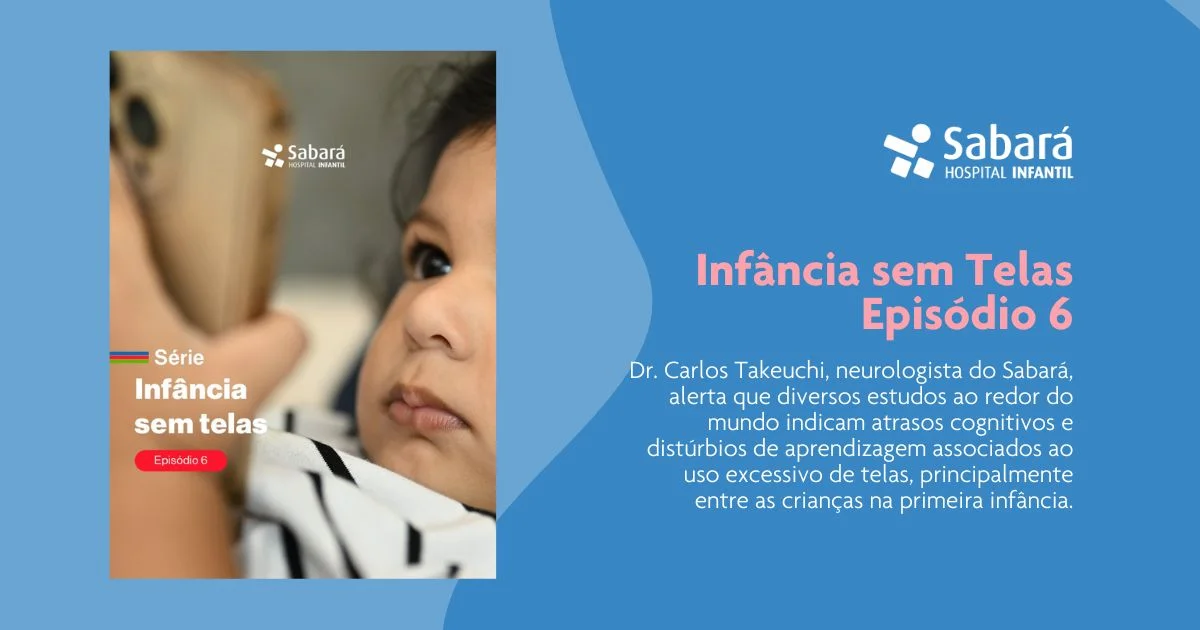 Sabará
HOSPITAL INFANTIL
Série
Infância
sem telas
Episódio 6
Sabará
HOSPITAL INFANTIL
Infância sem Telas
Episódio 6
Dr. Carlos Takeuchi, neurologista do Sabará,
alerta que diversos estudos ao redor do
mundo indicam atrasos cognitivos e
distúrbios de aprendizagem associados ao
uso excessivo de telas, principalmente
entre as crianças na primeira infância.